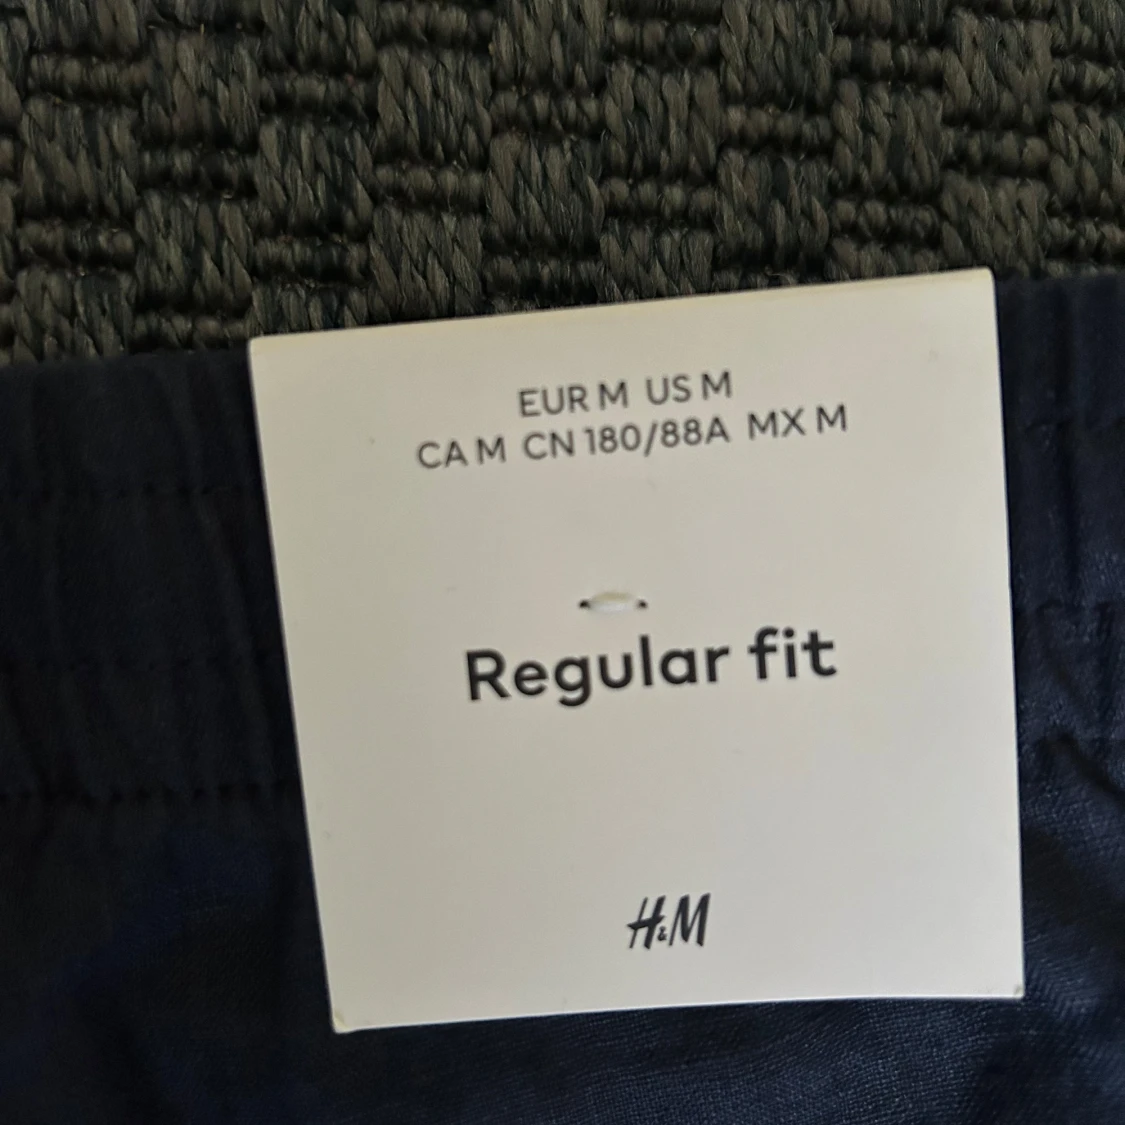 EUR M US M
CA M CN 180/88A MX M
Regular fit
H&M